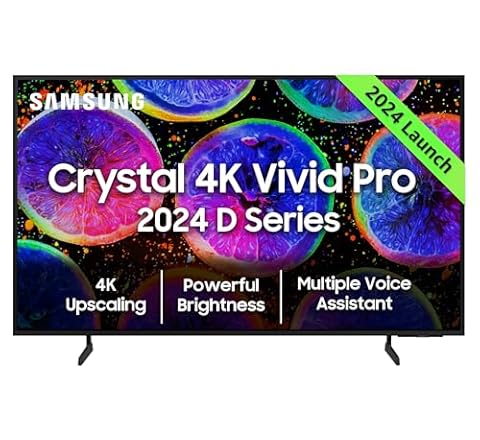 SAMSUNG
2024 Launch
Crystal 4K Vivid Pro
2024 D Series
4K
Upscaling
Powerful
Brightness
Multiple Voice
Assistant